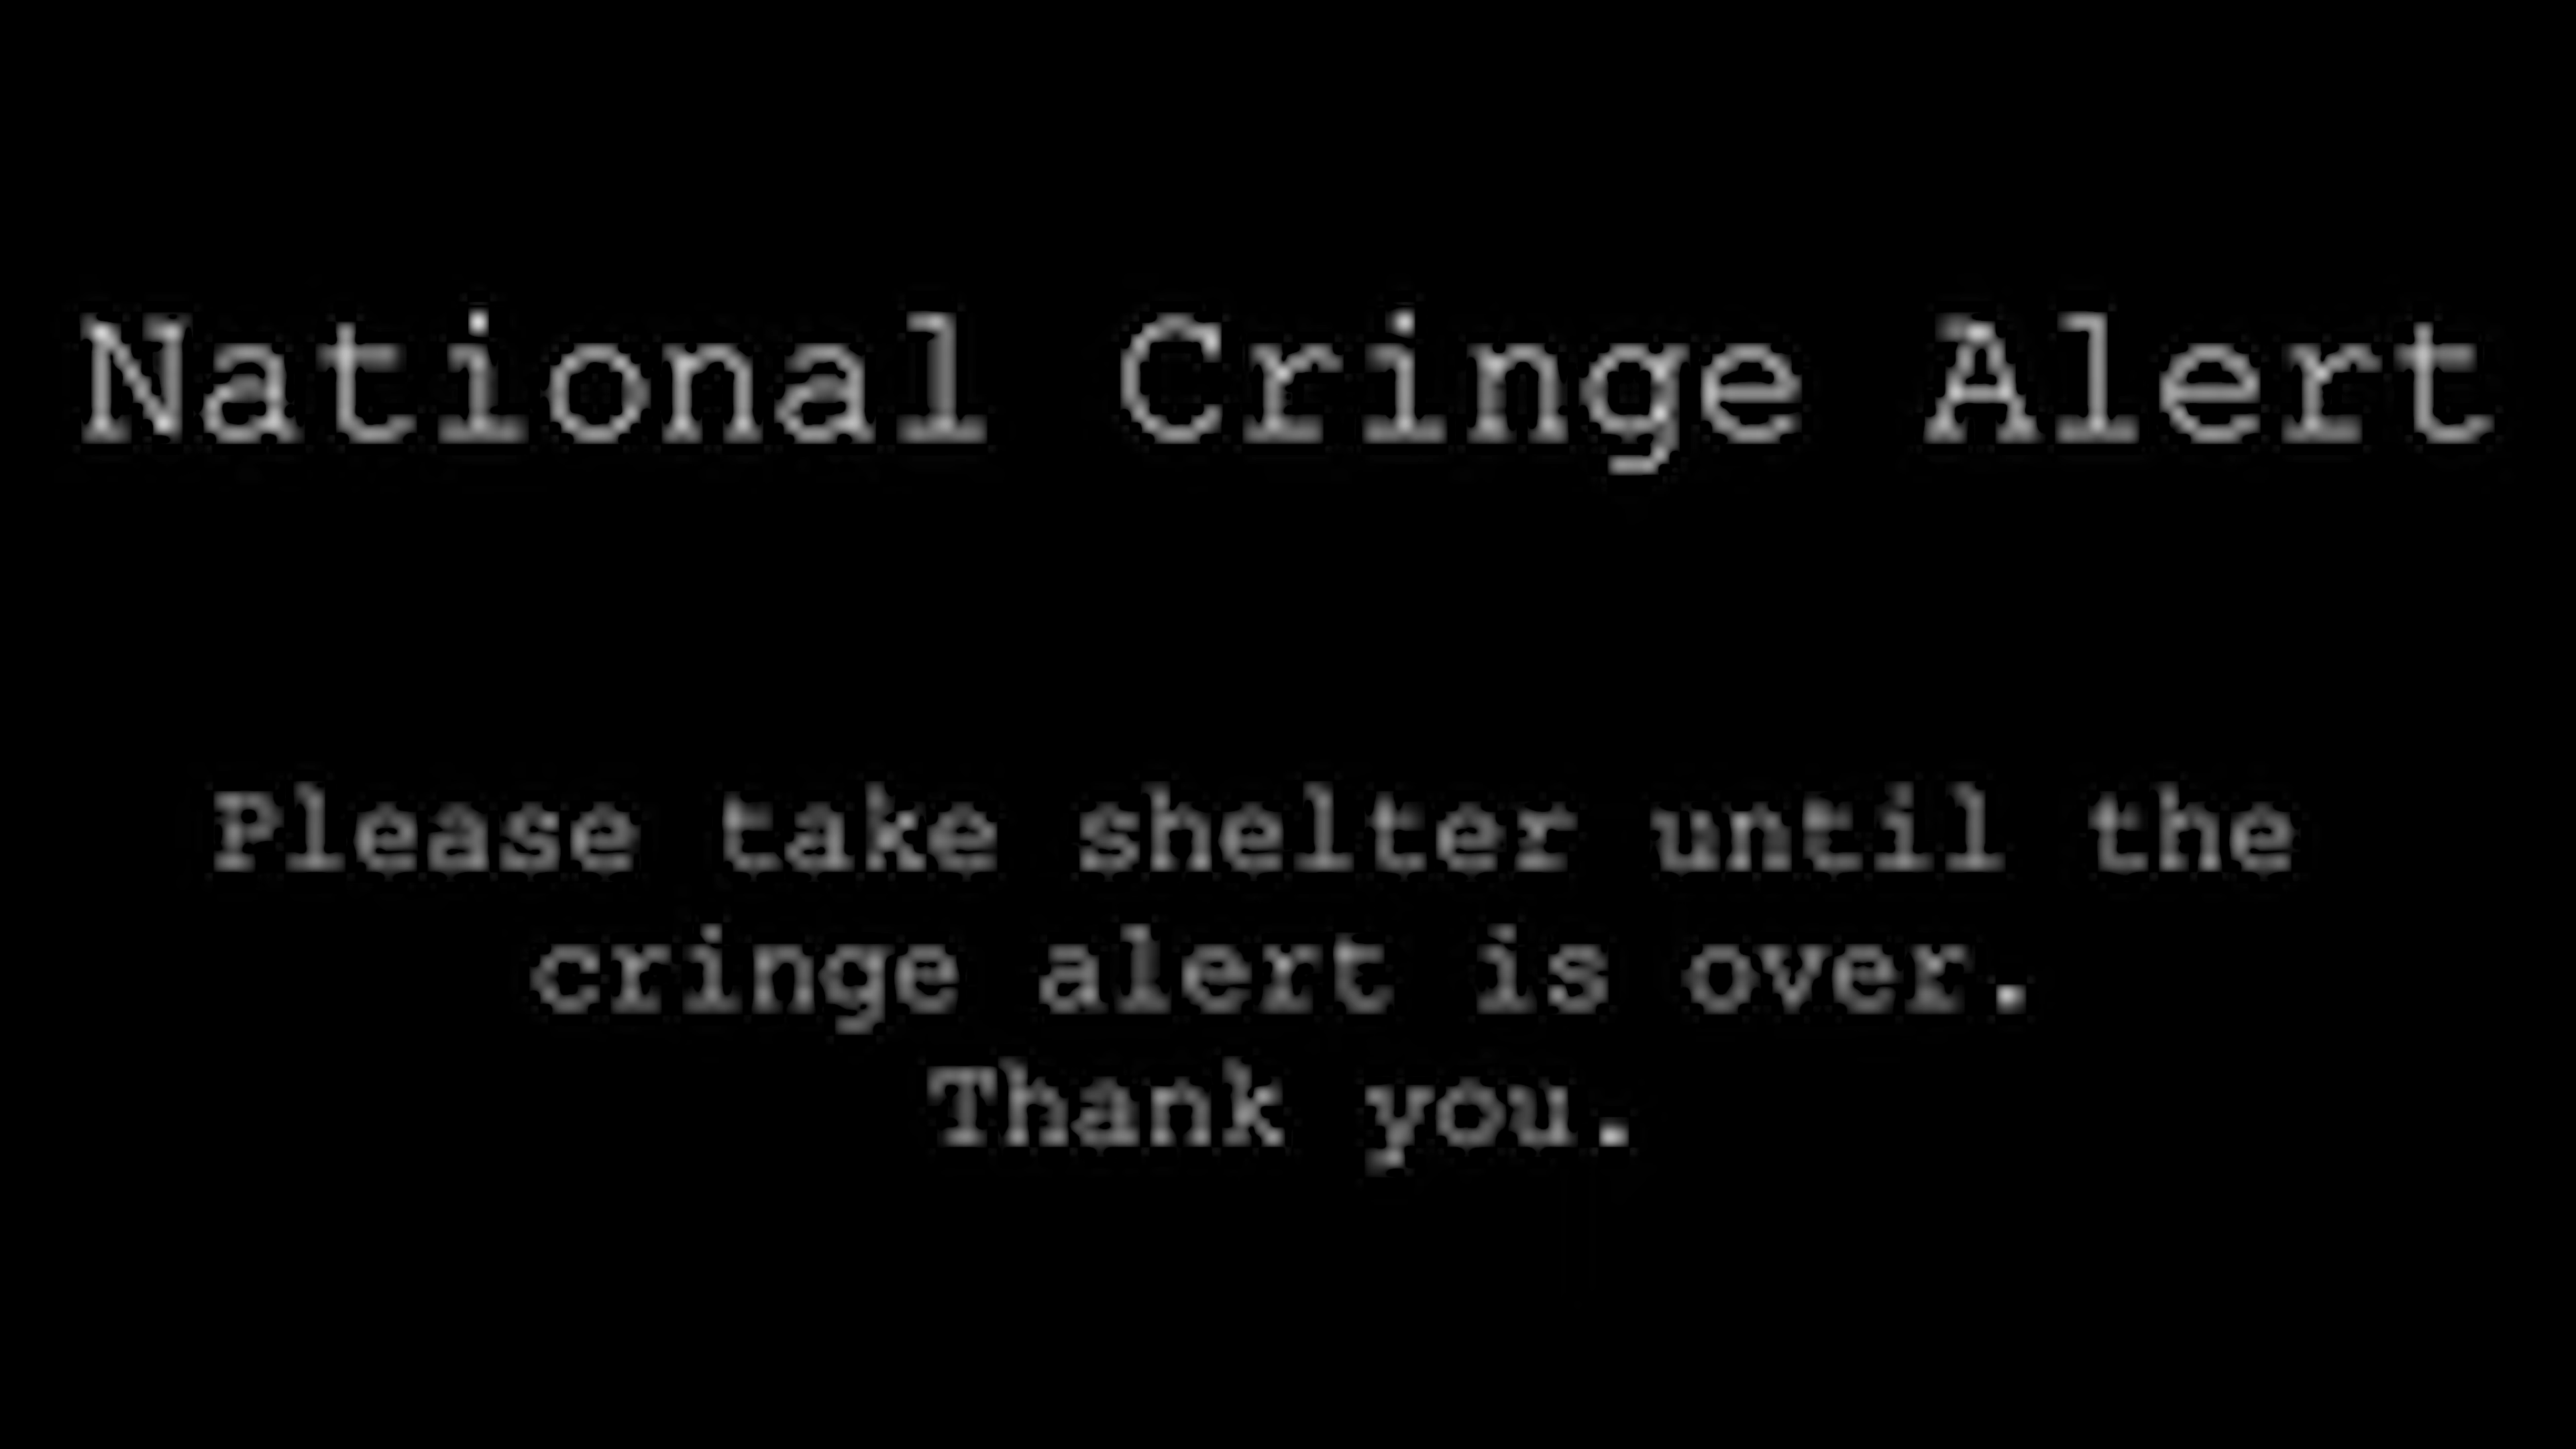 National Cringe Alert
Please take shelter until the
cringe alert is over.
Thank you.